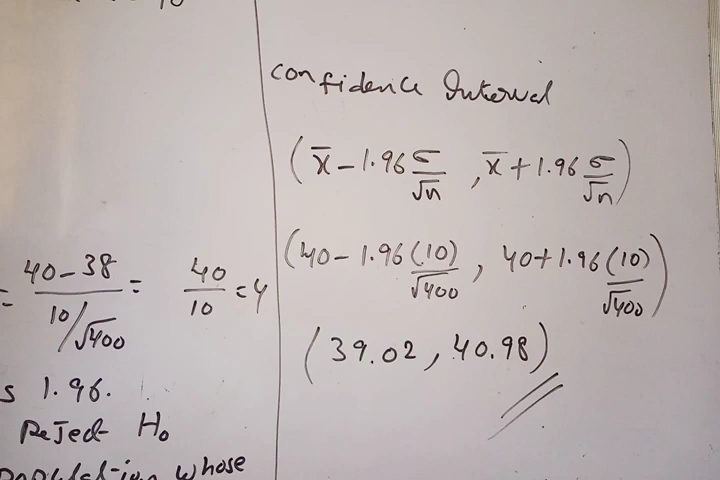 = 40-38 / 10/√400 = 40/10 = 4
s 1.96.
Reject H₀
population whose
Confidence Interval
(x̄ - 1.96 σ/√n , x̄ + 1.96 σ/√n)
(40 - 1.96 (10)/√400 , 40 + 1.96 (10)/√400)
(39.02, 40.98)